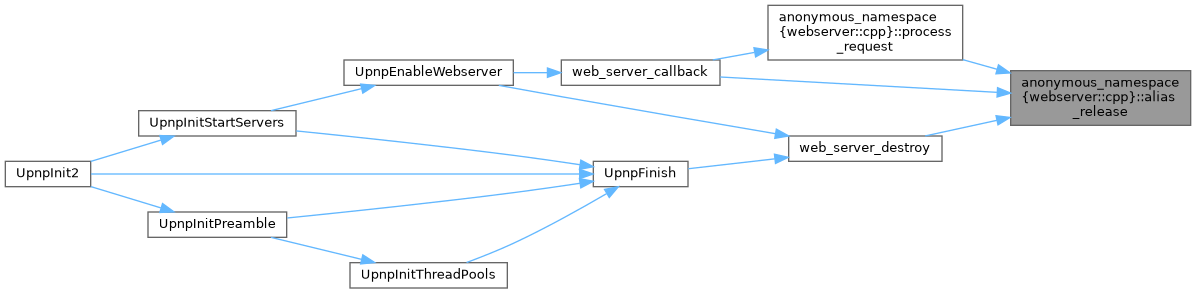 anonymous_namespace
{webserver::cpp}::process
_request
UpnpEnableWebserver
web_server_callback
anonymous_namespace
{webserver::cpp}::alias
_release
UpnpInitStartServers
web_server_destroy
UpnpInit2
UpnpFinish
UpnpInitPreamble
UpnpInitThreadPools